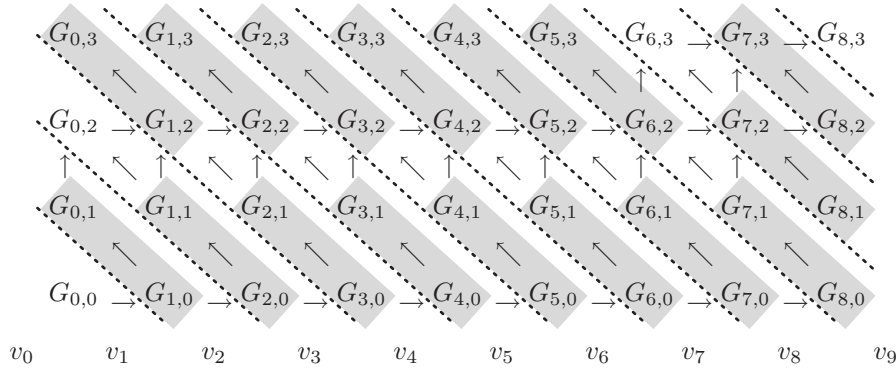 G_{0,3} G_{1,3} G_{2,3} G_{3,3} G_{4,3} G_{5,3} G_{6,3} → G_{7,3} → G_{8,3}
↖ ↖ ↖ ↖ ↖ ↖ ↑ ↖ ↑ ↖
G_{0,2} → G_{1,2} → G_{2,2} → G_{3,2} → G_{4,2} → G_{5,2} → G_{6,2} → G_{7,2} → G_{8,2}
↑ ↖ ↑ ↖ ↑ ↖ ↑ ↖ ↑ ↖ ↑ ↖ ↑ ↖ ↑ ↖
G_{0,1} G_{1,1} G_{2,1} G_{3,1} G_{4,1} G_{5,1} G_{6,1} G_{7,1} G_{8,1}
↖ ↖ ↖ ↖ ↖ ↖ ↖ ↖
G_{0,0} → G_{1,0} → G_{2,0} → G_{3,0} → G_{4,0} → G_{5,0} → G_{6,0} → G_{7,0} → G_{8,0}
v_0 v_1 v_2 v_3 v_4 v_5 v_6 v_7 v_8 v_9